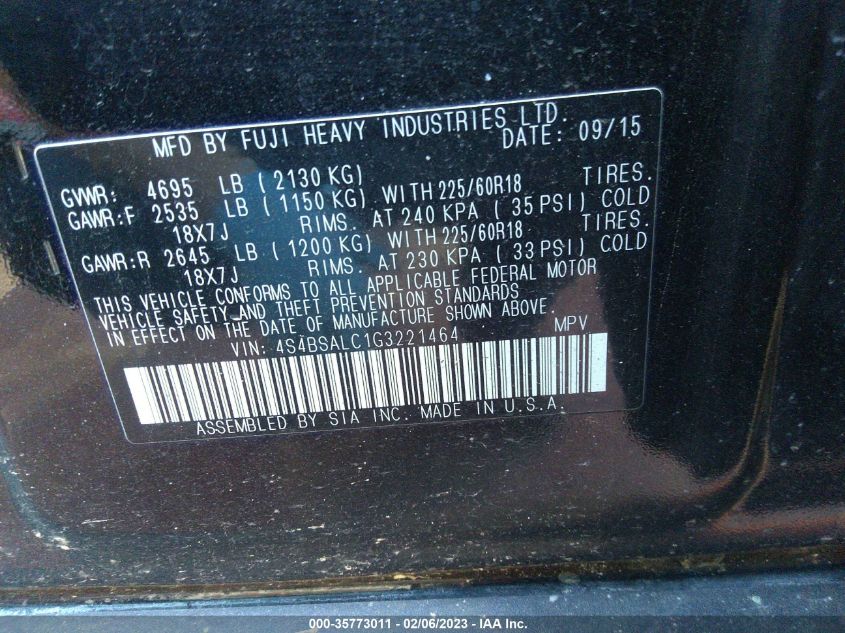 MFD BY FUJI HEAVY INDUSTRIES LTD.
DATE: 09/15
GVWR: 4695 LB ( 2130 KG)
GAWR:F 2535 LB ( 1150 KG) WITH 225/60R18 TIRES.
18X7J RIMS. AT 240 KPA ( 35 PSI) COLD
GAWR:R 2645 LB ( 1200 KG) WITH 225/60R18 TIRES.
18X7J RIMS. AT 230 KPA ( 33 PSI) COLD
THIS VEHICLE CONFORMS TO ALL APPLICABLE FEDERAL MOTOR
VEHICLE SAFETY AND THEFT PREVENTION STANDARDS
IN EFFECT ON THE DATE OF MANUFACTURE SHOWN ABOVE.
VIN: 4S4BSALC1G3221464 MPV
ASSEMBLED BY SIA INC. MADE IN U.S.A.
000-35773011 - 02/06/2023 - IAA Inc.